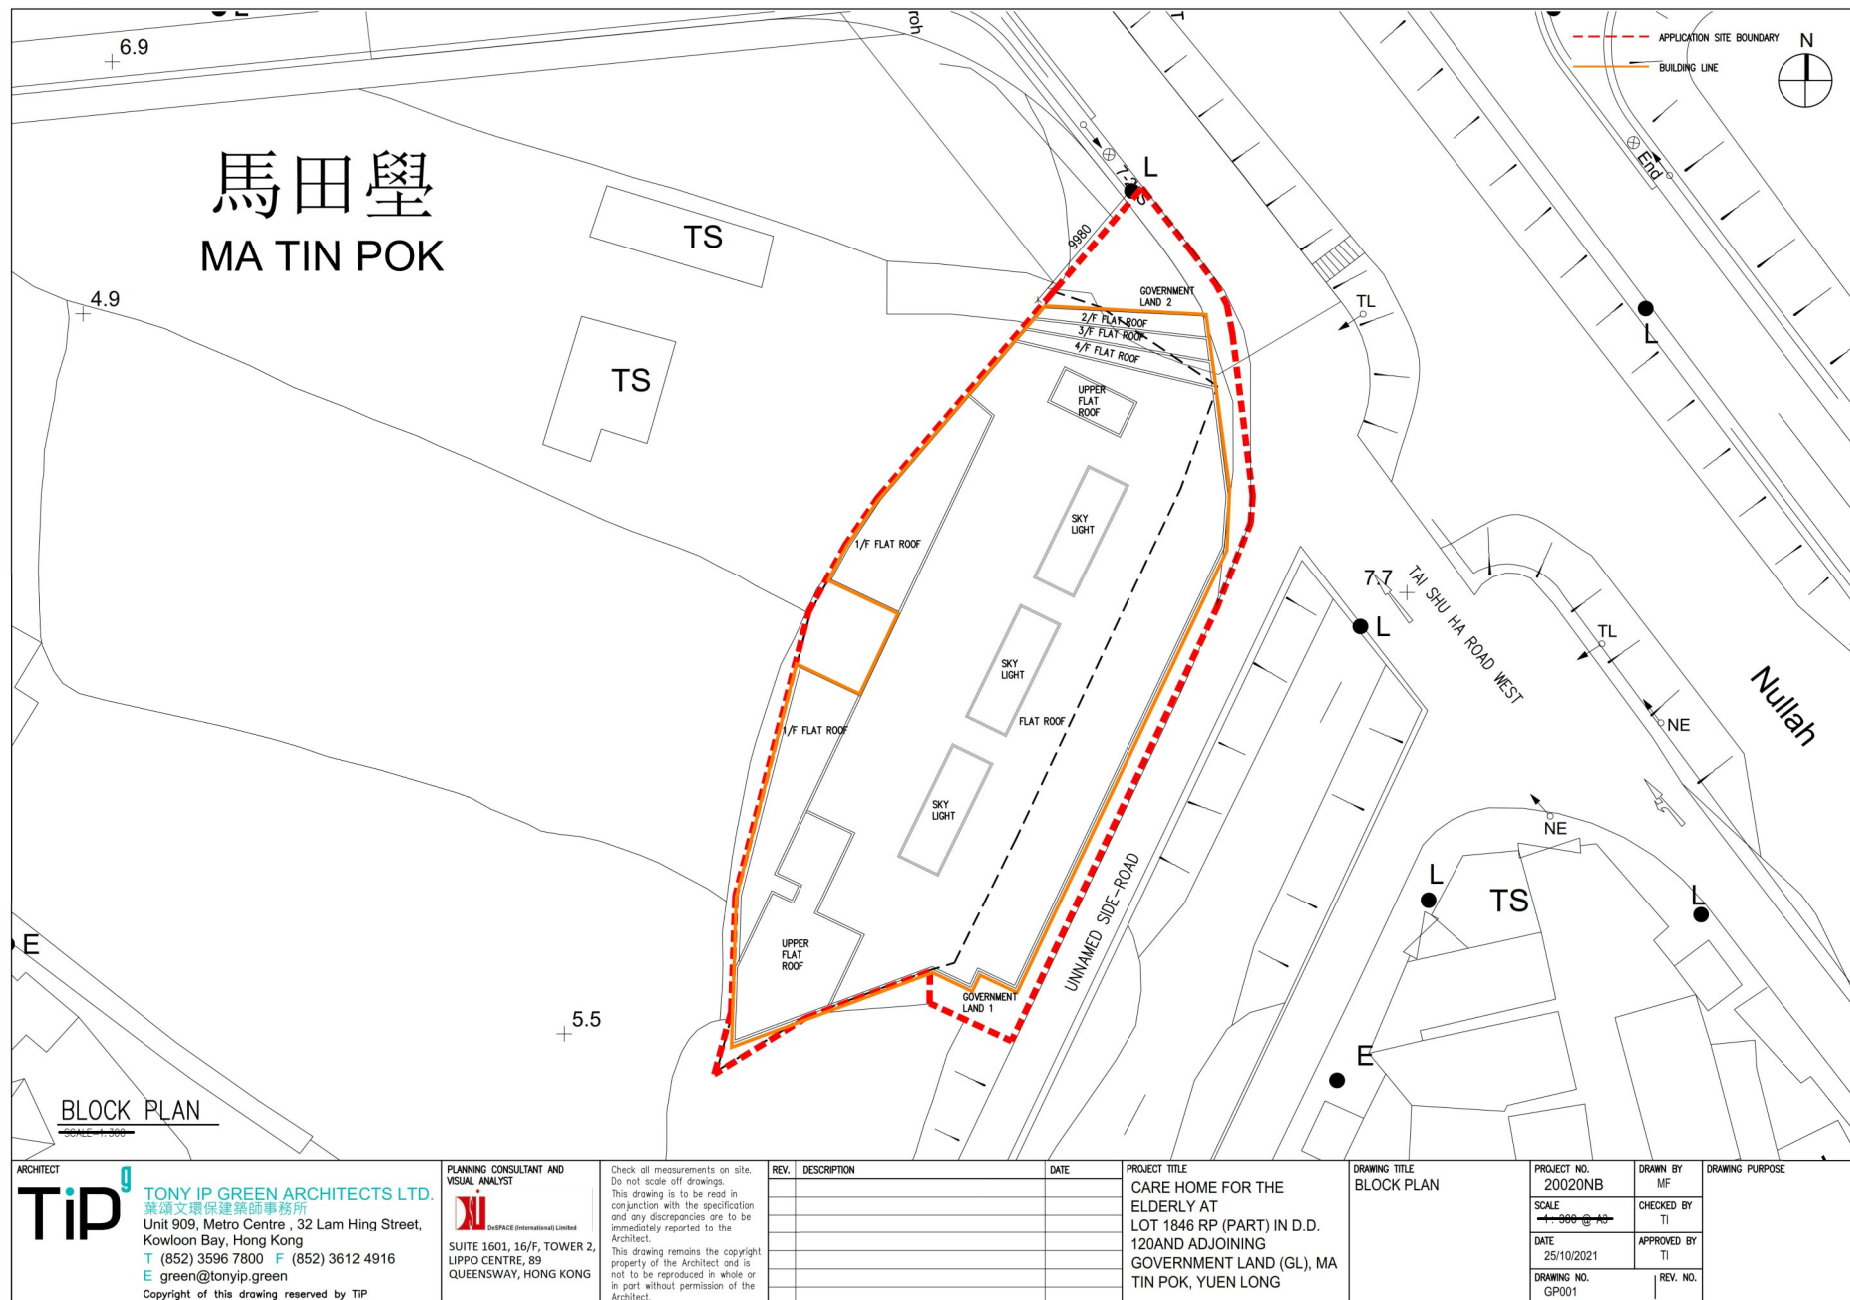 L
6.9
roh
T
APPLICATION SITE BOUNDARY
BUILDING LINE
N
馬田壆
MA TIN POK
TS
TS
4.9
L
9980
End
GOVERNMENT
LAND 2
2/F FLAT ROOF
3/F FLAT ROOF
4/F FLAT ROOF
TL
L
UPPER
FLAT
ROOF
SKY
LIGHT
1/F FLAT ROOF
7.7
TAI SHU HA ROAD WEST
L
TL
SKY
LIGHT
FLAT ROOF
1/F FLAT ROOF
NE
Nullah
SKY
LIGHT
NE
UNNAMED SIDE-ROAD
L
TS
L
E
UPPER
FLAT
ROOF
GOVERNMENT
LAND 1
5.5
E
BLOCK PLAN
SCALE 1:300
ARCHITECT
TiP g
TONY IP GREEN ARCHITECTS LTD.
葉頌文環保建築師事務所
Unit 909, Metro Centre , 32 Lam Hing Street,
Kowloon Bay, Hong Kong
T (852) 3596 7800 F (852) 3612 4916
E green@tonyip.green
Copyright of this drawing reserved by TiP
PLANNING CONSULTANT AND
VISUAL ANALYST
DeSPACE (International) Limited
SUITE 1601, 16/F, TOWER 2,
LIPPO CENTRE, 89
QUEENSWAY, HONG KONG
Check all measurements on site.
Do not scale off drawings.
This drawing is to be read in
conjunction with the specification
and any discrepancies are to be
immediately reported to the
Architect.
This drawing remains the copyright
property of the Architect and is
not to be reproduced in whole or
in part without permission of the
Architect.
REV. DESCRIPTION DATE
PROJECT TITLE
CARE HOME FOR THE
ELDERLY AT
LOT 1846 RP (PART) IN D.D.
120AND ADJOINING
GOVERNMENT LAND (GL), MA
TIN POK, YUEN LONG
DRAWING TITLE
BLOCK PLAN
PROJECT NO.
20020NB
SCALE
1 : 300 @ A3
DATE
25/10/2021
DRAWING NO.
GP001
DRAWN BY
MF
CHECKED BY
TI
APPROVED BY
TI
REV. NO.
DRAWING PURPOSE